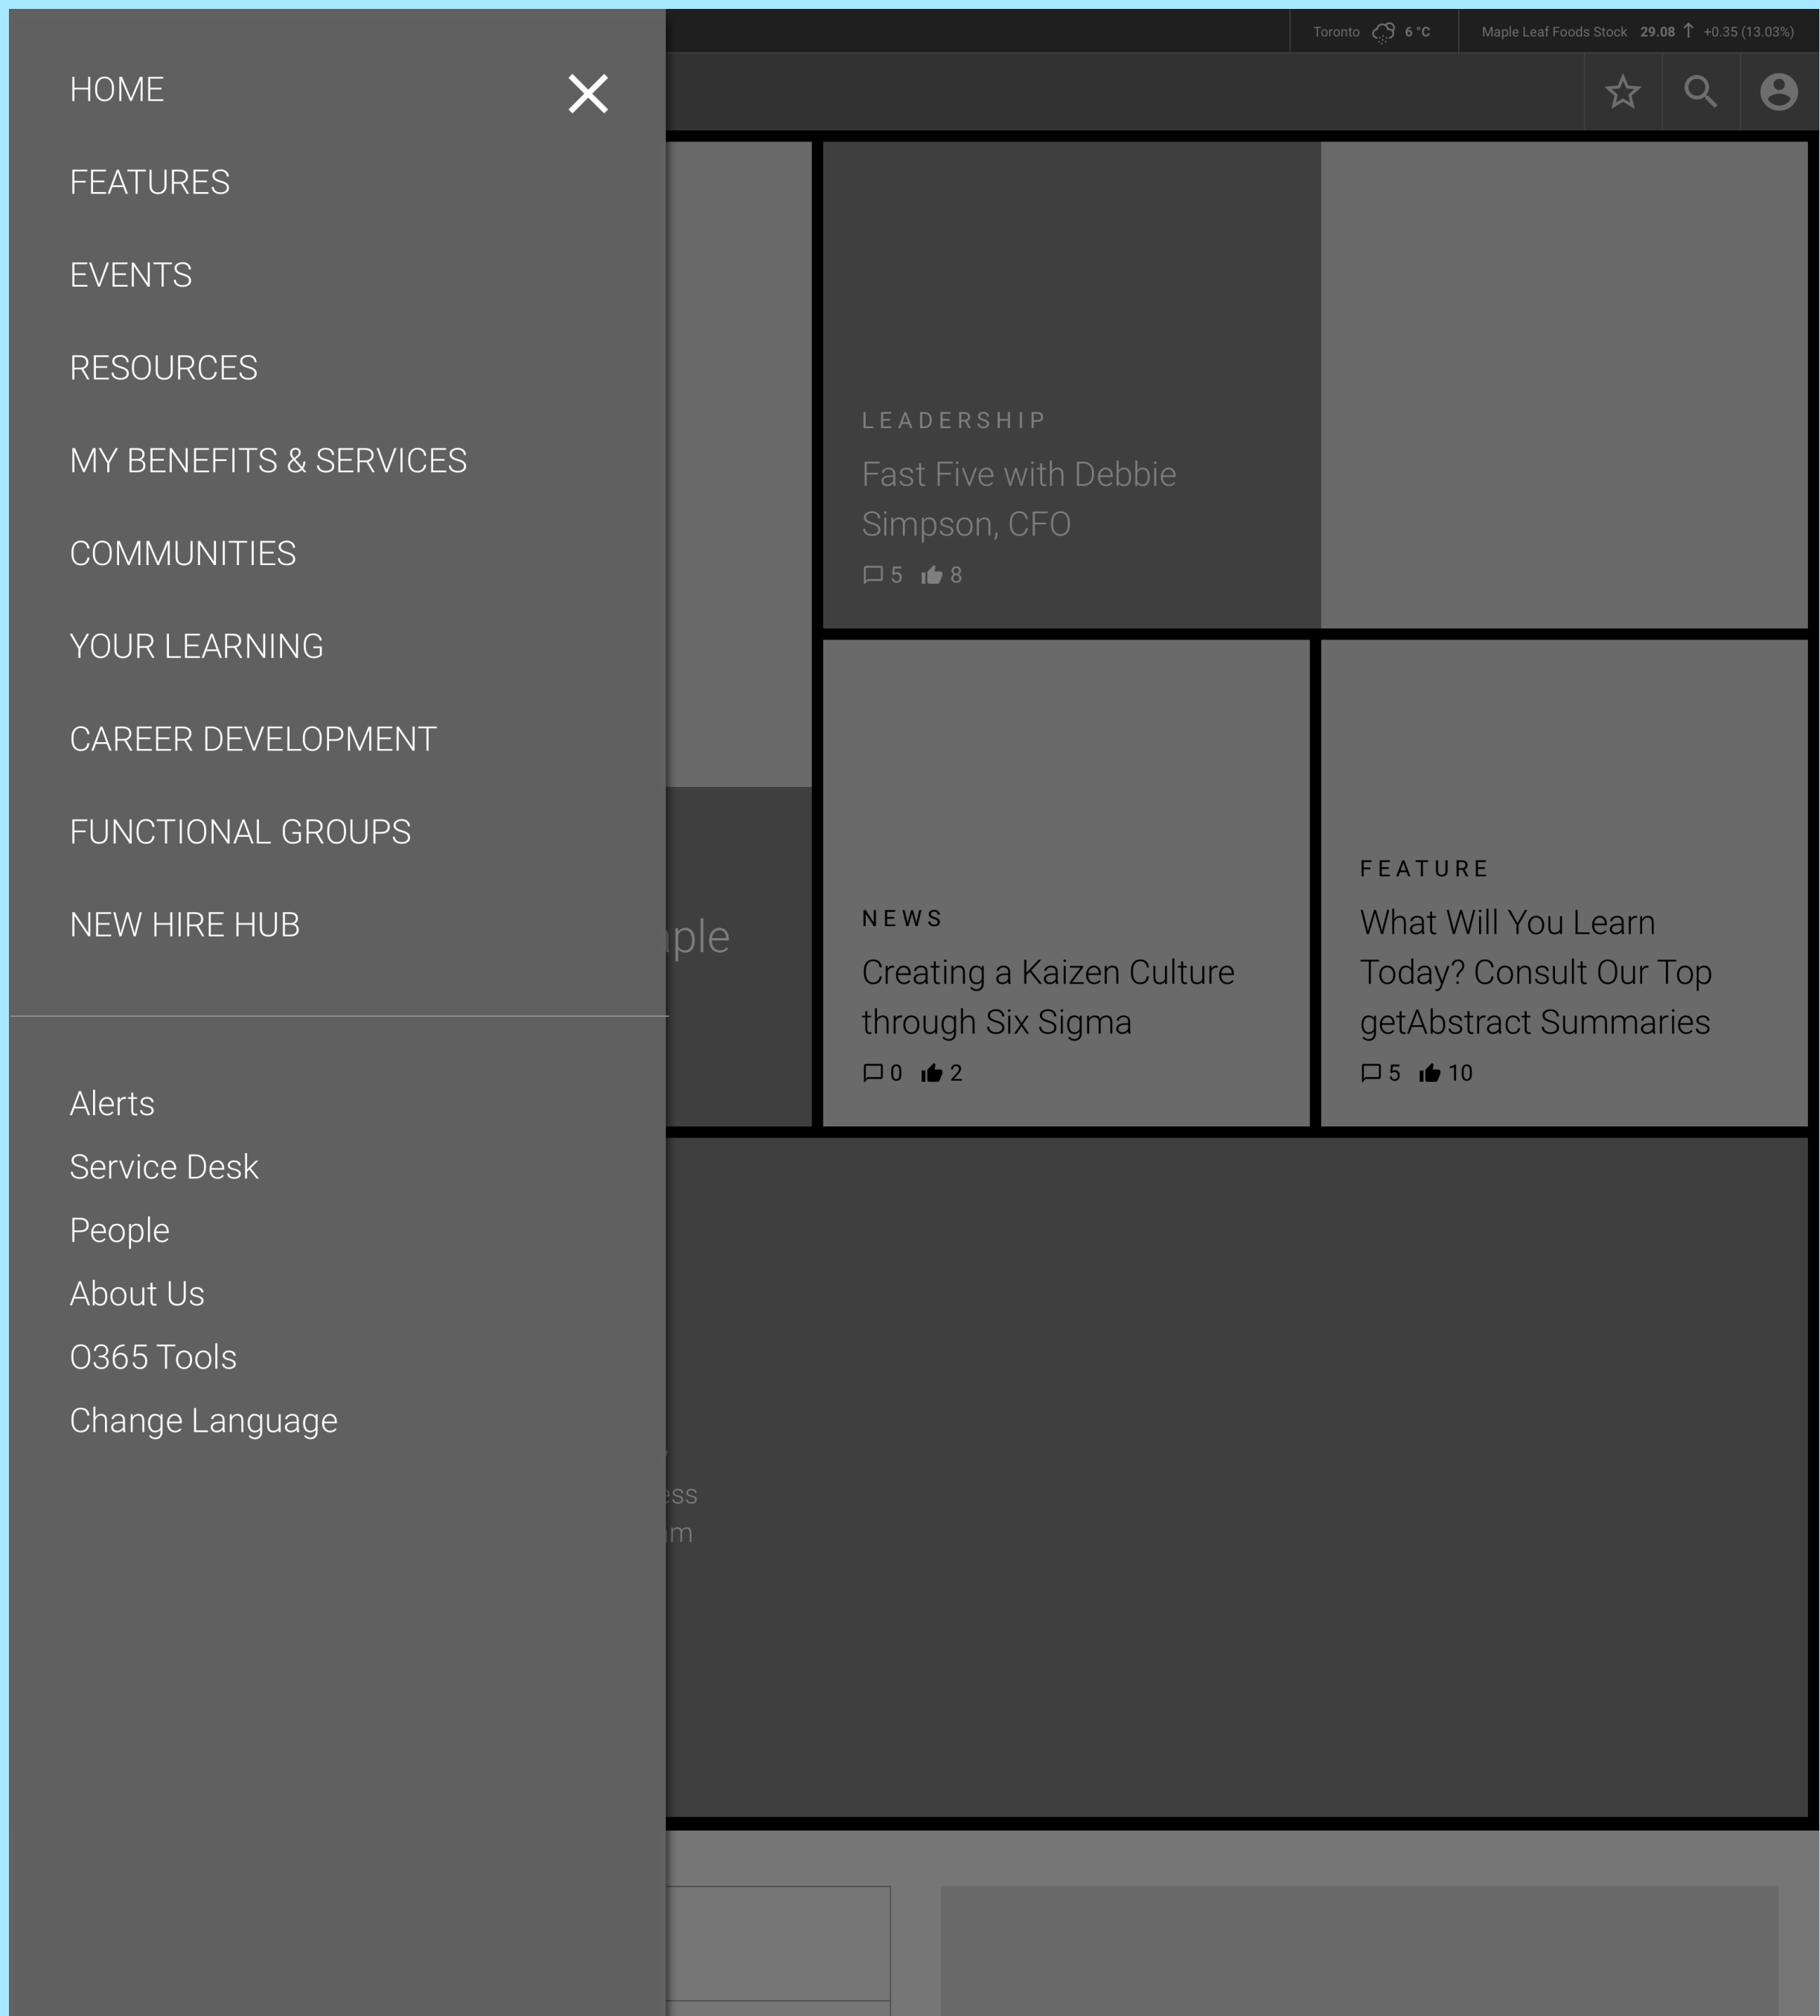 HOME
FEATURES
EVENTS
RESOURCES
MY BENEFITS & SERVICES
COMMUNITIES
YOUR LEARNING
CAREER DEVELOPMENT
FUNCTIONAL GROUPS
NEW HIRE HUB
Alerts
Service Desk
People
About Us
O365 Tools
Change Language
Toronto 6 °C Maple Leaf Foods Stock 29.08 +0.35 (13.03%)
LEADERSHIP
Fast Five with Debbie
Simpson, CFO
5 8
NEWS
Creating a Kaizen Culture
through Six Sigma
0 2
FEATURE
What Will You Learn
Today? Consult Our Top
getAbstract Summaries
5 10